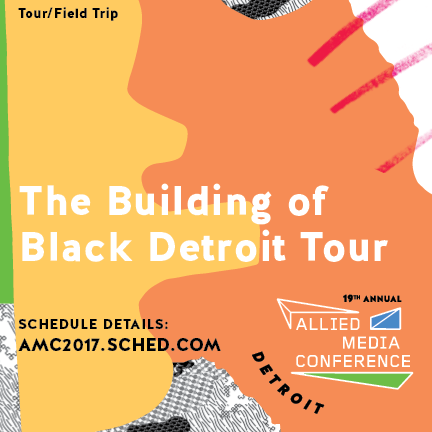 Tour/Field Trip
The Building of
Black Detroit Tour
SCHEDULE DETAILS:
AMC2017.SCHED.COM
19TH ANNUAL
ALLIED
MEDIA
CONFERENCE
DETROIT